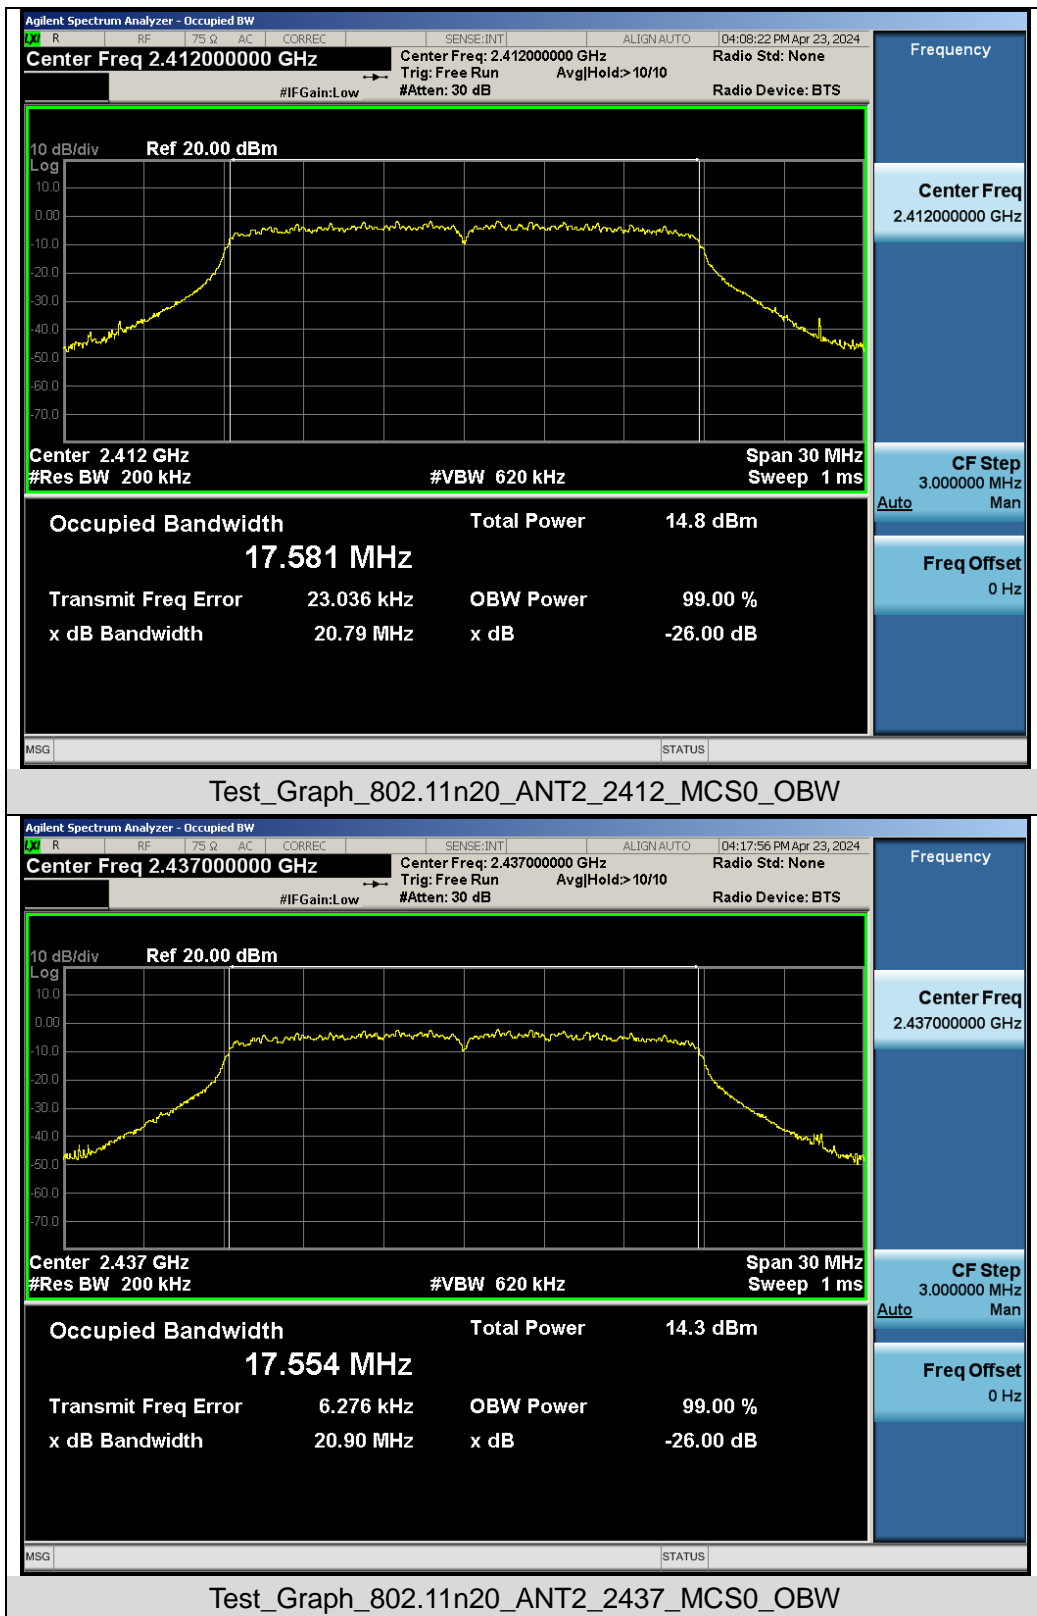 Agilent Spectrum Analyzer - Occupied BW
LXI R RF 75 Ω AC CORREC SENSE:INT ALIGN AUTO 04:08:22 PM Apr 23, 2024
Center Freq 2.412000000 GHz
Center Freq: 2.412000000 GHz
Radio Std: None
Trig: Free Run Avg|Hold:> 10/10
#IFGain:Low
#Atten: 30 dB
Radio Device: BTS
Frequency
10 dB/div Ref 20.00 dBm
Log
10.0
0.00
-10.0
-20.0
-30.0
-40.0
-50.0
-60.0
-70.0
Center Freq
2.412000000 GHz
Center 2.412 GHz Span 30 MHz
#Res BW 200 kHz #VBW 620 kHz Sweep 1 ms
CF Step
3.000000 MHz
Auto Man
Freq Offset
0 Hz
Occupied Bandwidth Total Power 14.8 dBm
17.581 MHz
Transmit Freq Error 23.036 kHz OBW Power 99.00 %
x dB Bandwidth 20.79 MHz x dB -26.00 dB
MSG STATUS
Test_Graph_802.11n20_ANT2_2412_MCS0_OBW
Agilent Spectrum Analyzer - Occupied BW
LXI R RF 75 Ω AC CORREC SENSE:INT ALIGN AUTO 04:17:56 PM Apr 23, 2024
Center Freq 2.437000000 GHz
Center Freq: 2.437000000 GHz
Radio Std: None
Trig: Free Run Avg|Hold:> 10/10
#IFGain:Low
#Atten: 30 dB
Radio Device: BTS
Frequency
10 dB/div Ref 20.00 dBm
Log
10.0
0.00
-10.0
-20.0
-30.0
-40.0
-50.0
-60.0
-70.0
Center Freq
2.437000000 GHz
Center 2.437 GHz Span 30 MHz
#Res BW 200 kHz #VBW 620 kHz Sweep 1 ms
CF Step
3.000000 MHz
Auto Man
Freq Offset
0 Hz
Occupied Bandwidth Total Power 14.3 dBm
17.554 MHz
Transmit Freq Error 6.276 kHz OBW Power 99.00 %
x dB Bandwidth 20.90 MHz x dB -26.00 dB
MSG STATUS
Test_Graph_802.11n20_ANT2_2437_MCS0_OBW